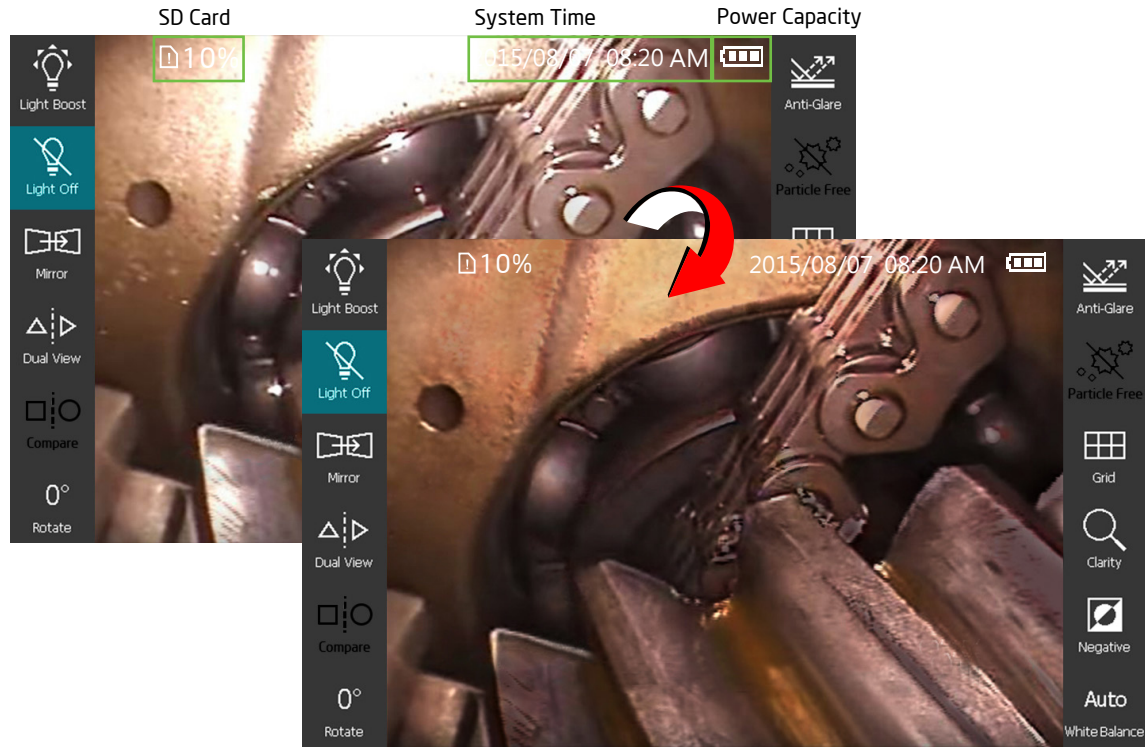 SD Card
System Time
Power Capacity
10%
2015/08/07 08:20 AM
Light Boost
Light Off
Mirror
Dual View
Compare
0°
Rotate
Anti-Glare
Particle Free
10%
2015/08/07 08:20 AM
Light Boost
Light Off
Mirror
Dual View
Compare
0°
Rotate
Anti-Glare
Particle Free
Grid
Clarity
Negative
Auto
White Balance